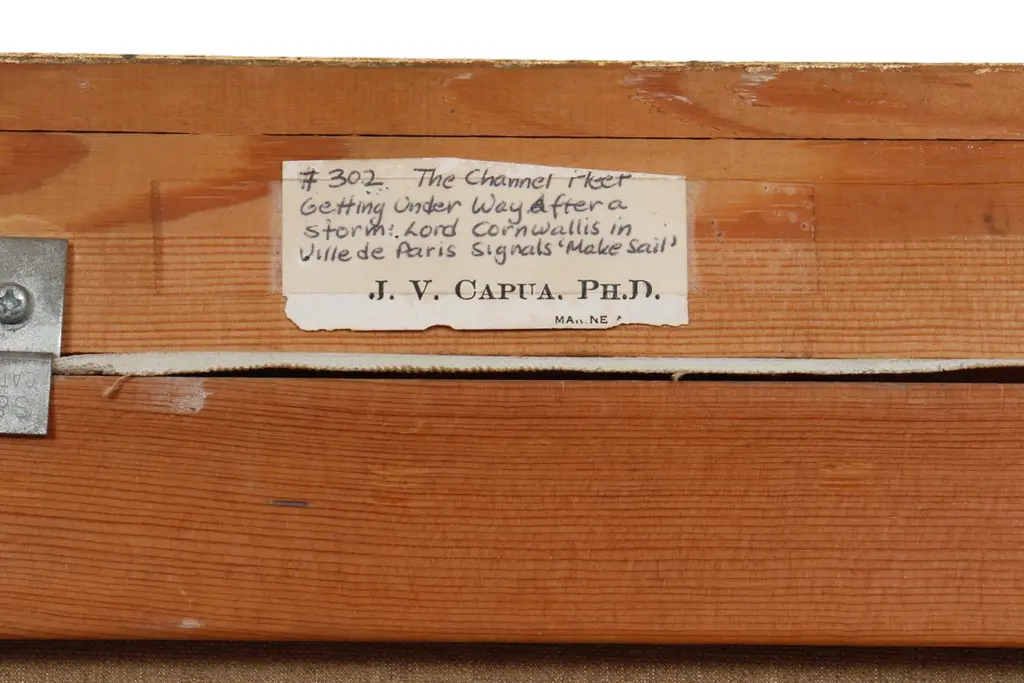 # 302. The Channel Fleet
Getting Under Way After a
Storm: Lord Cornwallis in
Ville de Paris Signals 'Make Sail'
J. V. CAPUA, PH.D.